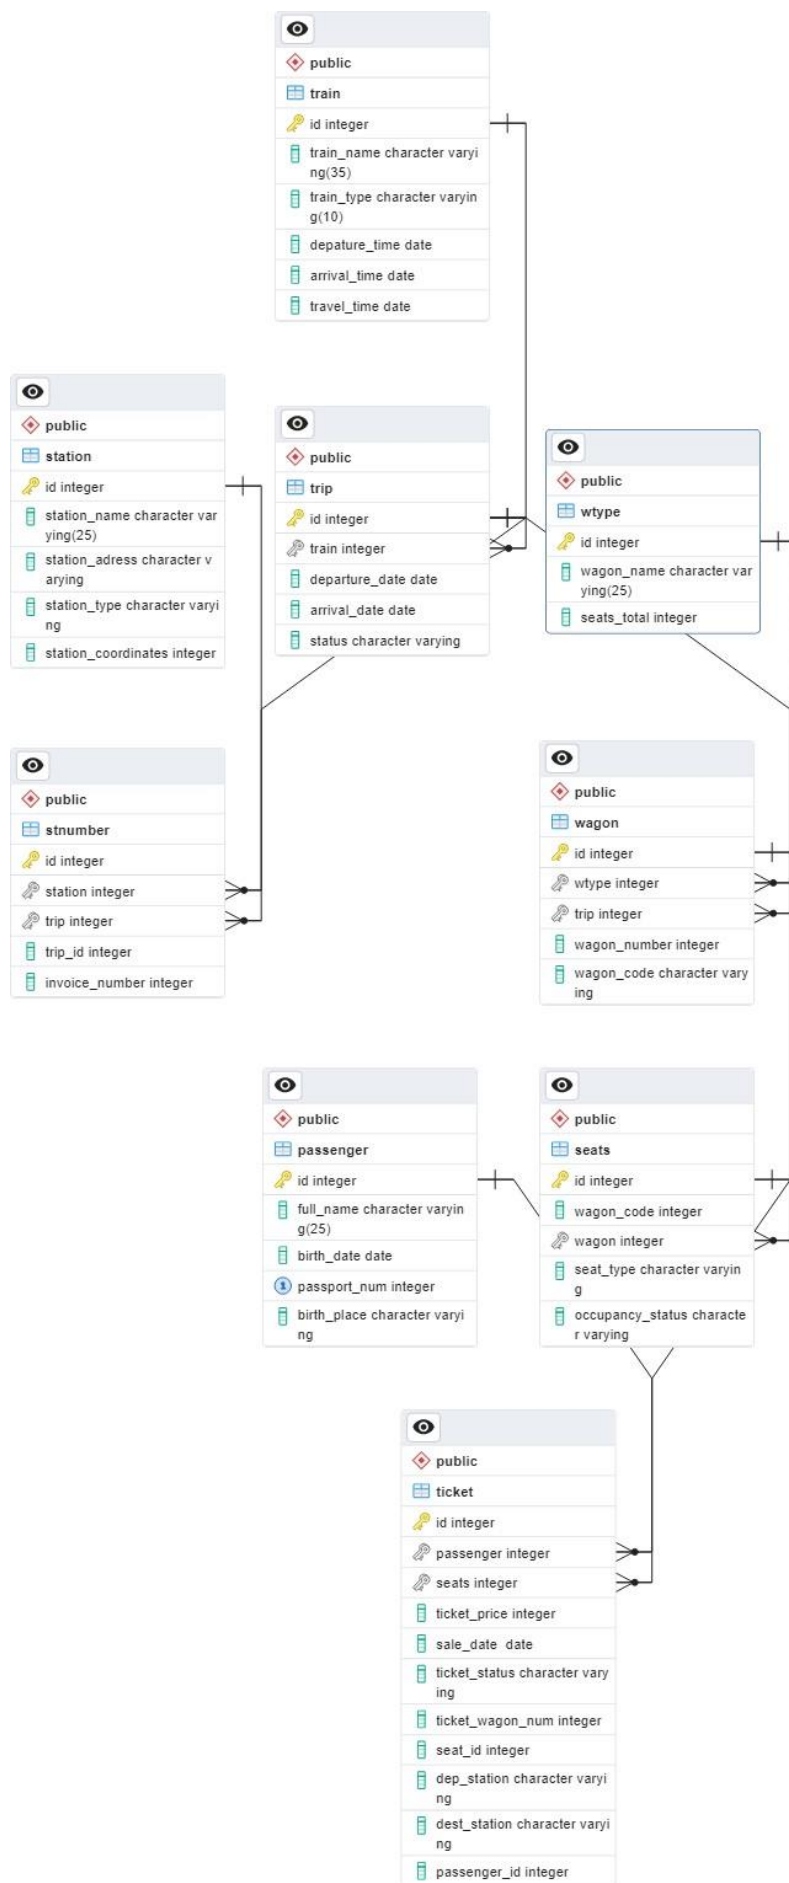 public
train
id integer
train_name character varyi
ng(35)
train_type character varyin
g(10)
depature_time date
arrival_time date
travel_time date
public
station
id integer
station_name character var
ying(25)
station_adress character v
arying
station_type character varyi
ng
station_coordinates integer
public
trip
id integer
train integer
departure_date date
arrival_date date
status character varying
public
wtype
id integer
wagon_name character var
ying(25)
seats_total integer
public
stnumber
id integer
station integer
trip integer
trip_id integer
invoice_number integer
public
wagon
id integer
wtype integer
trip integer
wagon_number integer
wagon_code character vary
ing
public
passenger
id integer
full_name character varyin
g(25)
birth_date date
1 passport_num integer
birth_place character varyi
ng
public
seats
id integer
wagon_code integer
wagon integer
seat_type character varyin
g
occupancy_status characte
r varying
public
ticket
id integer
passenger integer
seats integer
ticket_price integer
sale_date  date
ticket_status character vary
ing
ticket_wagon_num integer
seat_id integer
dep_station character varyi
ng
dest_station character varyi
ng
passenger_id integer